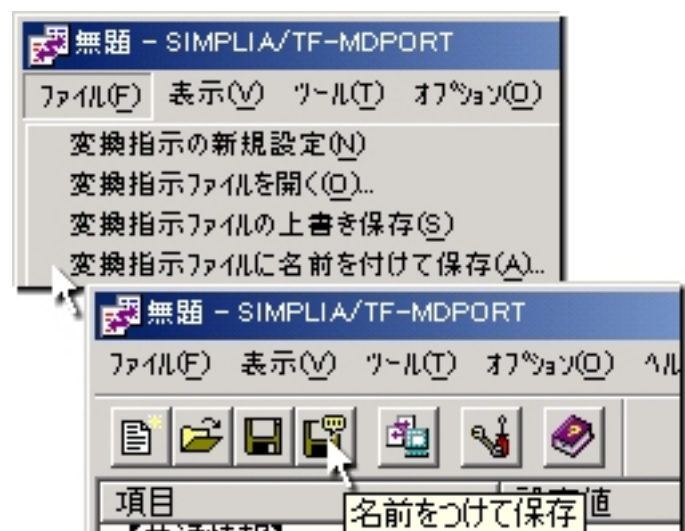 無題 - SIMPLIA/TF-MDPORT
ファイル(F) 表示(V) ツール(T) オプション(O)
変換指示の新規設定(N)
変換指示ファイルを開く(O)...
変換指示ファイルの上書き保存(S)
変換指示ファイルに名前を付けて保存(A)...
無題 - SIMPLIA/TF-MDPORT
ファイル(F) 表示(V) ツール(T) オプション(O) ヘル
項目 値
名前をつけて保存